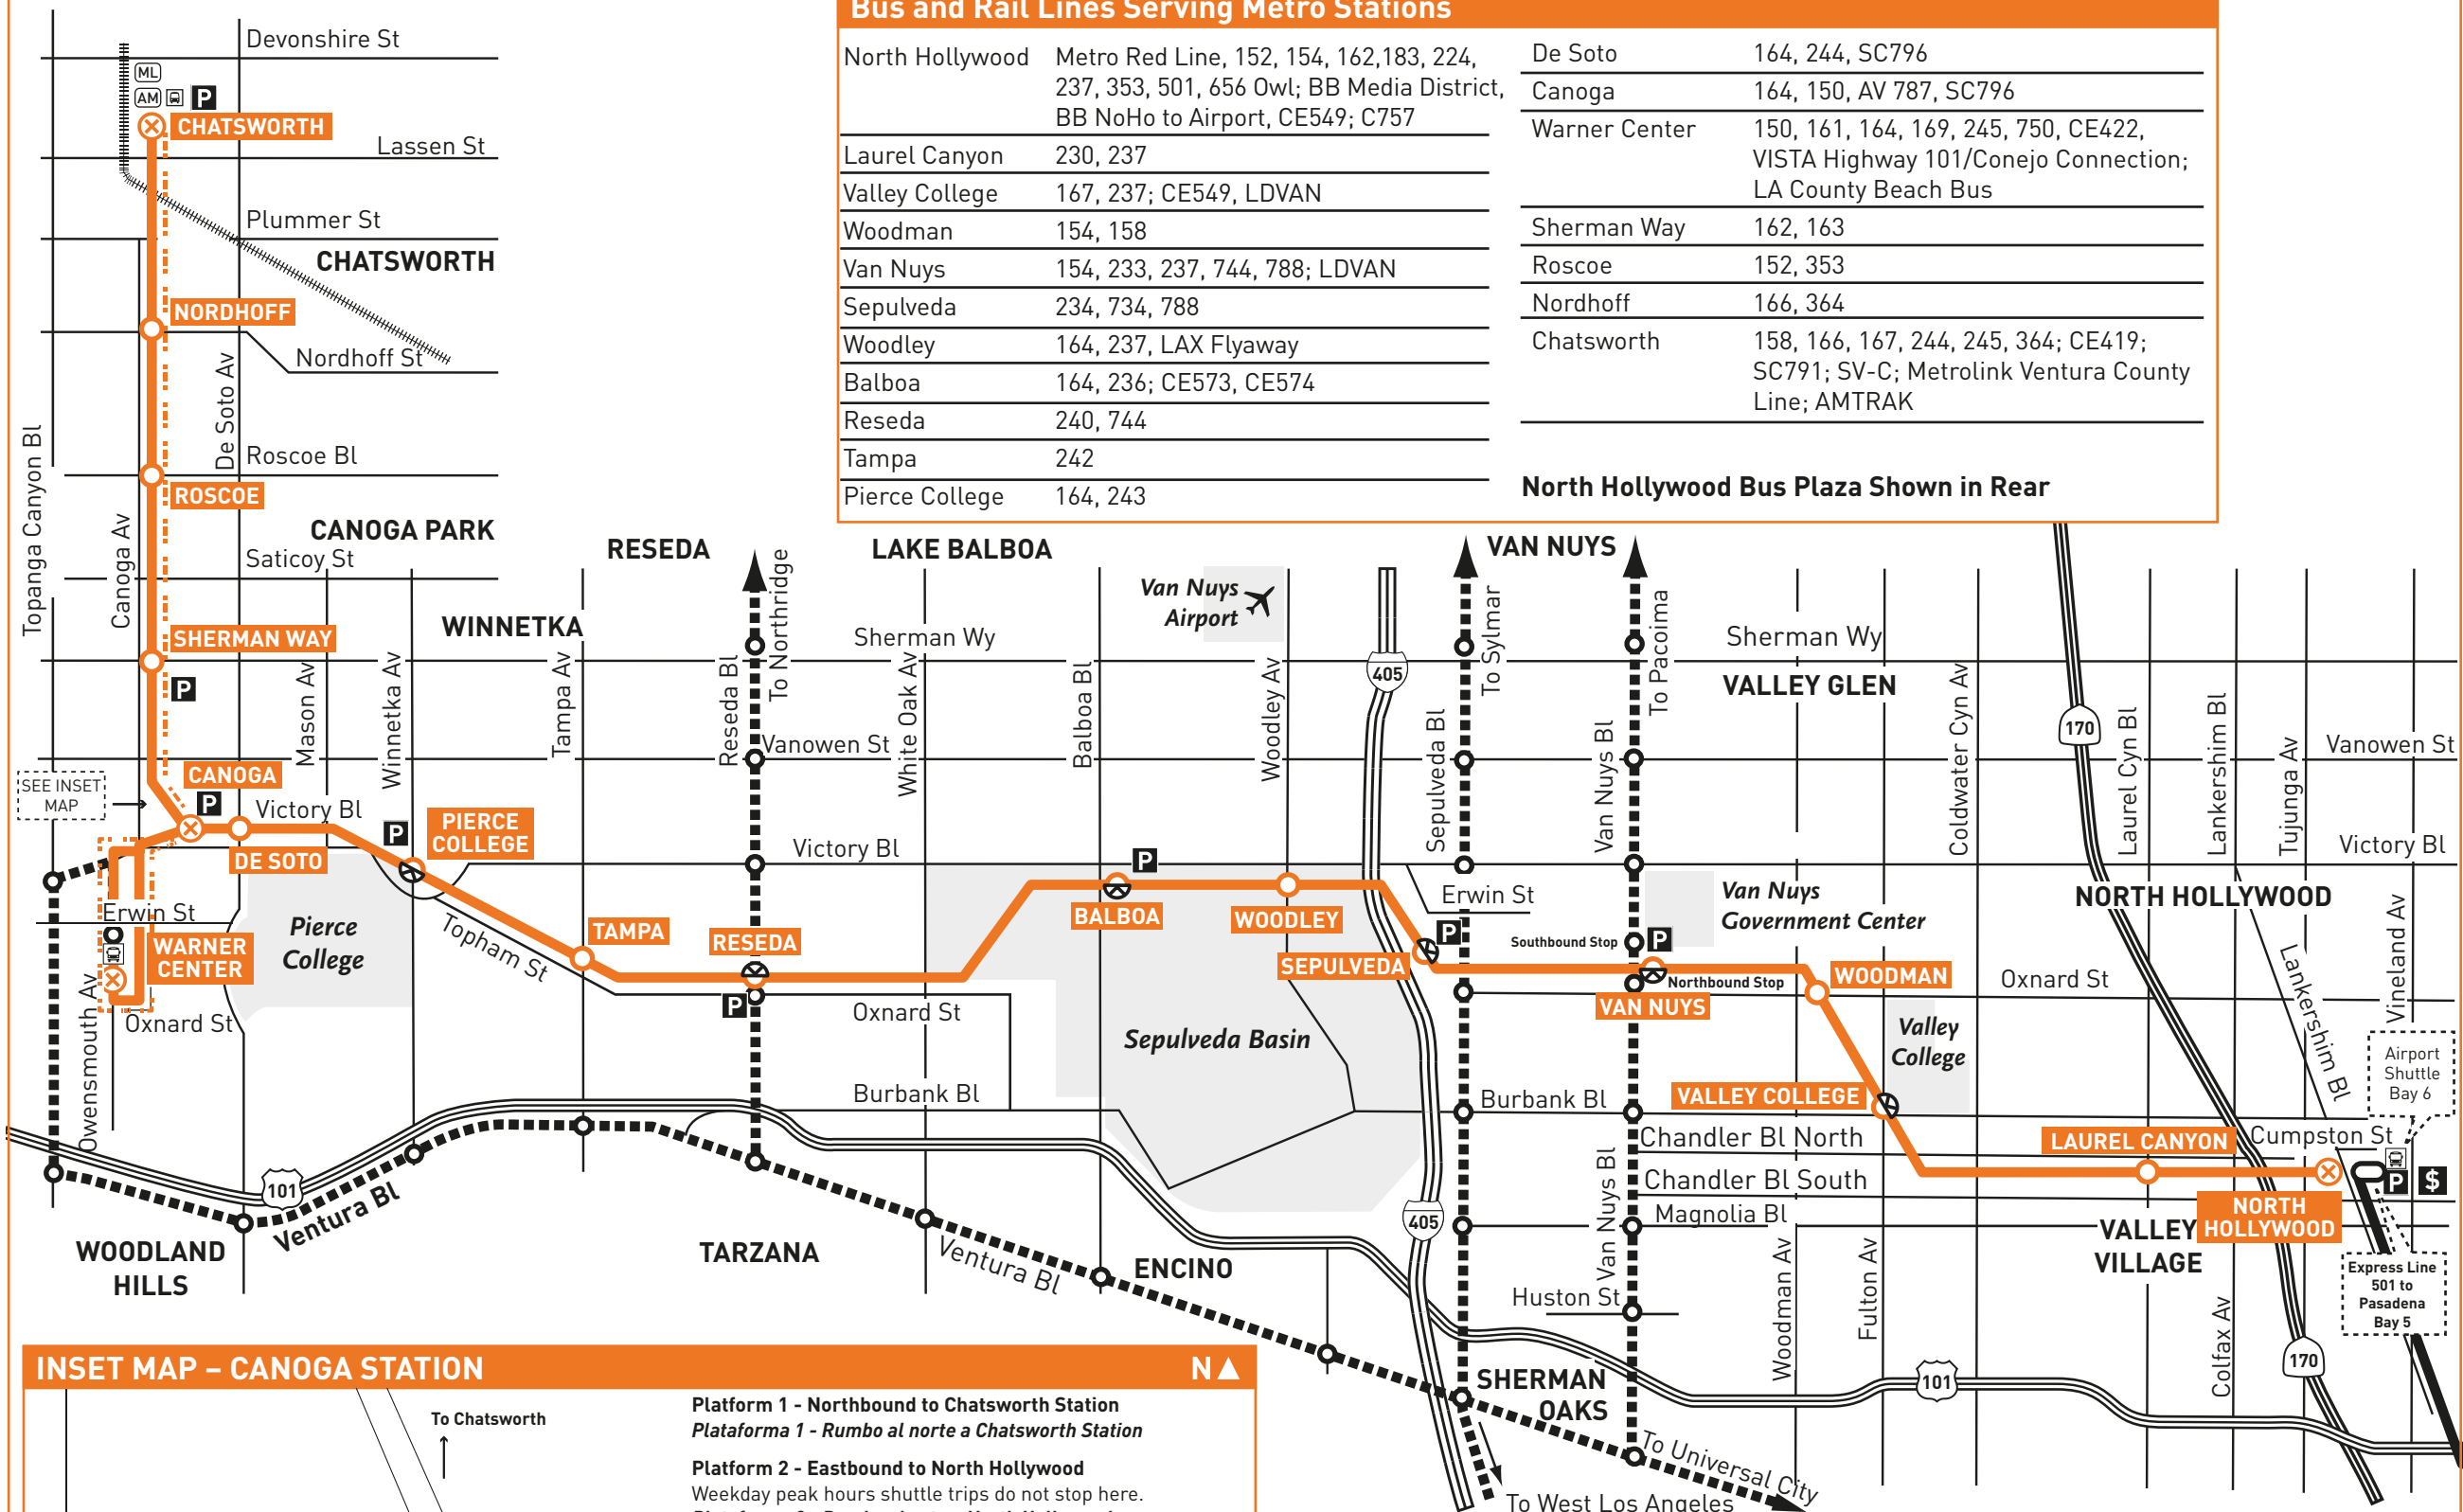 Bus and Rail Lines Serving Metro Stations
North Hollywood Metro Red Line, 152, 154, 162,183, 224,
237, 353, 501, 656 Owl; BB Media District,
BB NoHo to Airport, CE549; C757
Laurel Canyon 230, 237
Valley College 167, 237; CE549, LDVAN
Woodman 154, 158
Van Nuys 154, 233, 237, 744, 788; LDVAN
Sepulveda 234, 734, 788
Woodley 164, 237, LAX Flyaway
Balboa 164, 236; CE573, CE574
Reseda 240, 744
Tampa 242
Pierce College 164, 243
De Soto 164, 244, SC796
Canoga 164, 150, AV 787, SC796
Warner Center 150, 161, 164, 169, 245, 750, CE422,
VISTA Highway 101/Conejo Connection;
LA County Beach Bus
Sherman Way 162, 163
Roscoe 152, 353
Nordhoff 166, 364
Chatsworth 158, 166, 167, 244, 245, 364; CE419;
SC791; SV-C; Metrolink Ventura County
Line; AMTRAK
North Hollywood Bus Plaza Shown in Rear
Devonshire St
ML
AM P
CHATSWORTH
Lassen St
Plummer St
CHATSWORTH
NORDHOFF
Nordhoff St
De Soto Av
Topanga Canyon Bl
Canoga Av
Roscoe Bl
ROSCOE
CANOGA PARK
Saticoy St
SHERMAN WAY
P
WINNETKA
RESEDA
To Northridge
LAKE BALBOA
Van Nuys
Airport
VAN NUYS
To Sylmar
To Pacoima
Sherman Wy
Sherman Wy
VALLEY GLEN
405
170
Mason Av
Winnetka Av
Tampa Av
Reseda Bl
White Oak Av
Balboa Bl
Woodley Av
Sepulveda Bl
Van Nuys Bl
Coldwater Cyn Av
Laurel Cyn Bl
Lankershim Bl
Tujunga Av
Vanowen St
Vanowen St
SEE INSET
MAP
CANOGA
P
Victory Bl
DE SOTO
P
PIERCE
COLLEGE
Victory Bl
Victory Bl
Erwin St
WARNER
CENTER
Owensmouth Av
Oxnard St
Pierce
College
Topham St
TAMPA
RESEDA
P
Oxnard St
P
BALBOA
WOODLEY
SEPULVEDA
P
Erwin St
Sepulveda Basin
Southbound Stop
P
Northbound Stop
VAN NUYS
Van Nuys
Government Center
WOODMAN
Oxnard St
NORTH HOLLYWOOD
Lankershim Bl
Vineland Av
Valley
College
VALLEY COLLEGE
Burbank Bl
Burbank Bl
Airport
Shuttle
Bay 6
Chandler Bl North
Chandler Bl South
LAUREL CANYON
Cumpston St
P $
NORTH
HOLLYWOOD
Magnolia Bl
Van Nuys Bl
VALLEY
VILLAGE
Express Line
501 to
Pasadena
Bay 5
101
Ventura Bl
WOODLAND
HILLS
TARZANA
Ventura Bl
ENCINO
405
Huston St
Woodman Av
Fulton Av
Colfax Av
170
101
SHERMAN
OAKS
To Universal City
To West Los Angeles
INSET MAP – CANOGA STATION N
To Chatsworth
Platform 1 - Northbound to Chatsworth Station
Plataforma 1 - Rumbo al norte a Chatsworth Station
Platform 2 - Eastbound to North Hollywood
Weekday peak hours shuttle trips do not stop here.